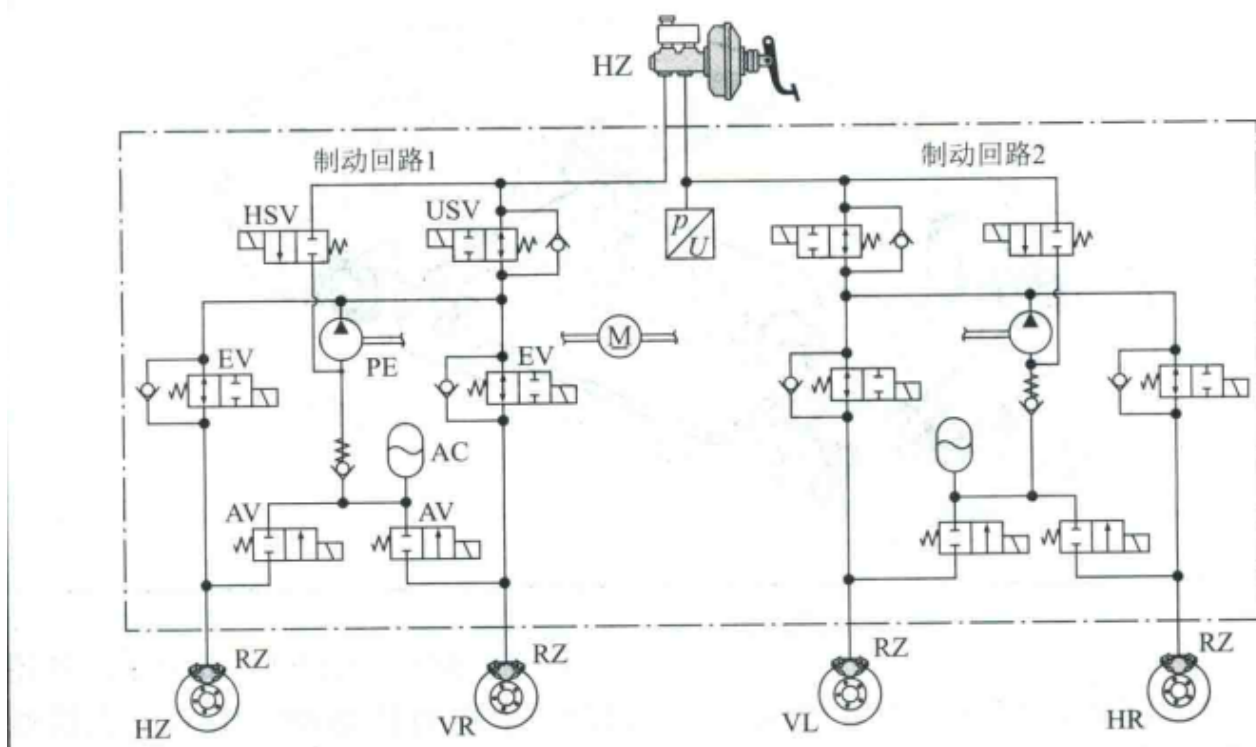 HZ
制动回路1
制动回路2
HSV
USV
p/U
M
EV
PE
EV
AC
AV
AV
RZ
RZ
RZ
RZ
HZ
VR
VL
HR